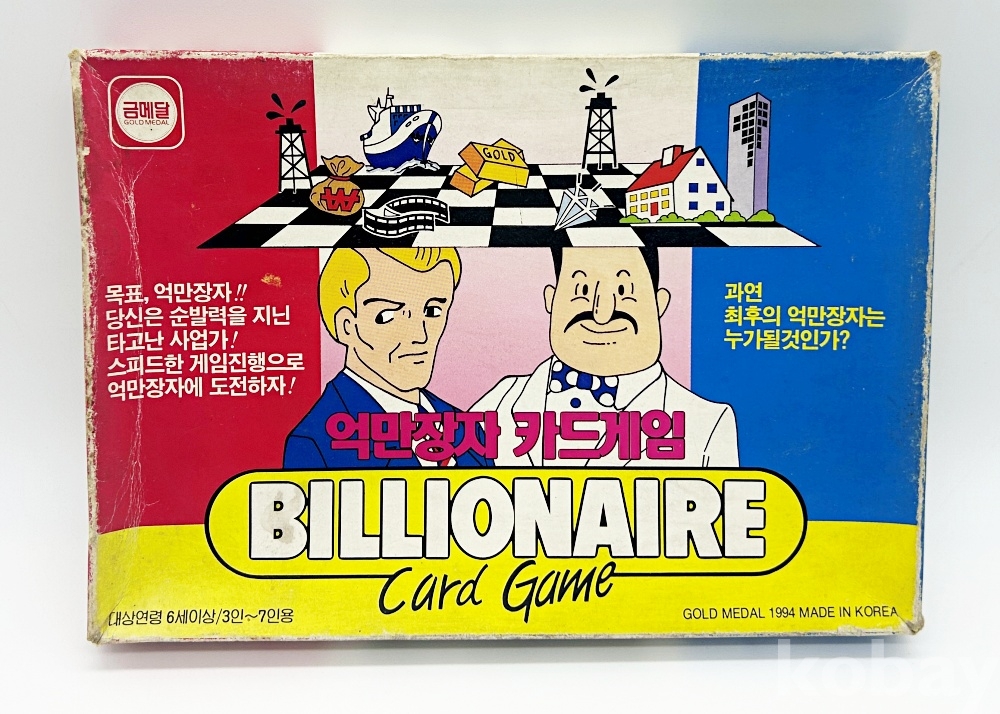 금메달
GOLD MEDAL
GOLD
₩
목표, 억만장자!!
당신은 순발력을 지닌
타고난 사업가!
스피드한 게임진행으로
억만장자에 도전하자!
과연
최후의 억만장자는
누가될것인가?
억만장자 카드게임
BILLIONAIRE
Card Game
대상연령 6세이상/3인~7인용
GOLD MEDAL 1994 MADE IN KOREA
kobay